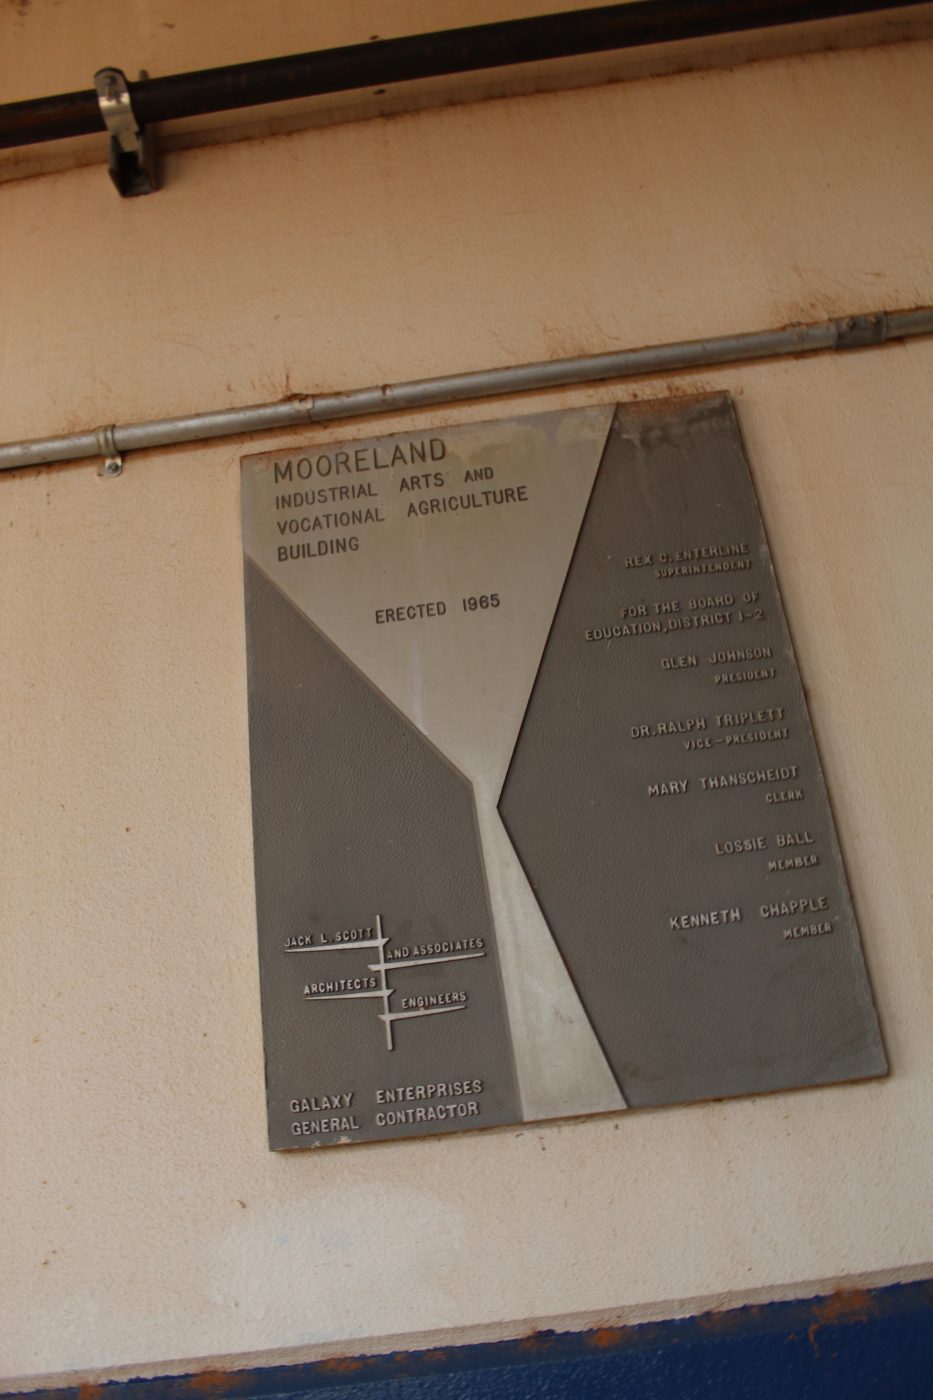 MOORELAND
INDUSTRIAL ARTS AND
VOCATIONAL AGRICULTURE
BUILDING
ERECTED 1965
REX C. ENTERLINE
SUPERINTENDENT
FOR THE BOARD OF
EDUCATION, DISTRICT 1-2
GLEN JOHNSON
PRESIDENT
DR. RALPH TRIPLETT
VICE-PRESIDENT
MARY THANSCHEIDT
CLERK
LOSSIE BALL
MEMBER
KENNETH CHAPPLE
MEMBER
JACK L. SCOTT
AND ASSOCIATES
ARCHITECTS
ENGINEERS
GALAXY ENTERPRISES
GENERAL CONTRACTOR